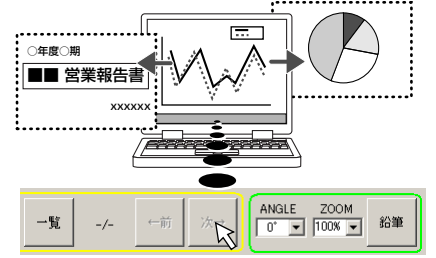 ○年度○期
■■ 営業報告書
xxxxxx
一覧
-/-
←前
次→
ANGLE
0°
ZOOM
100%
鉛筆